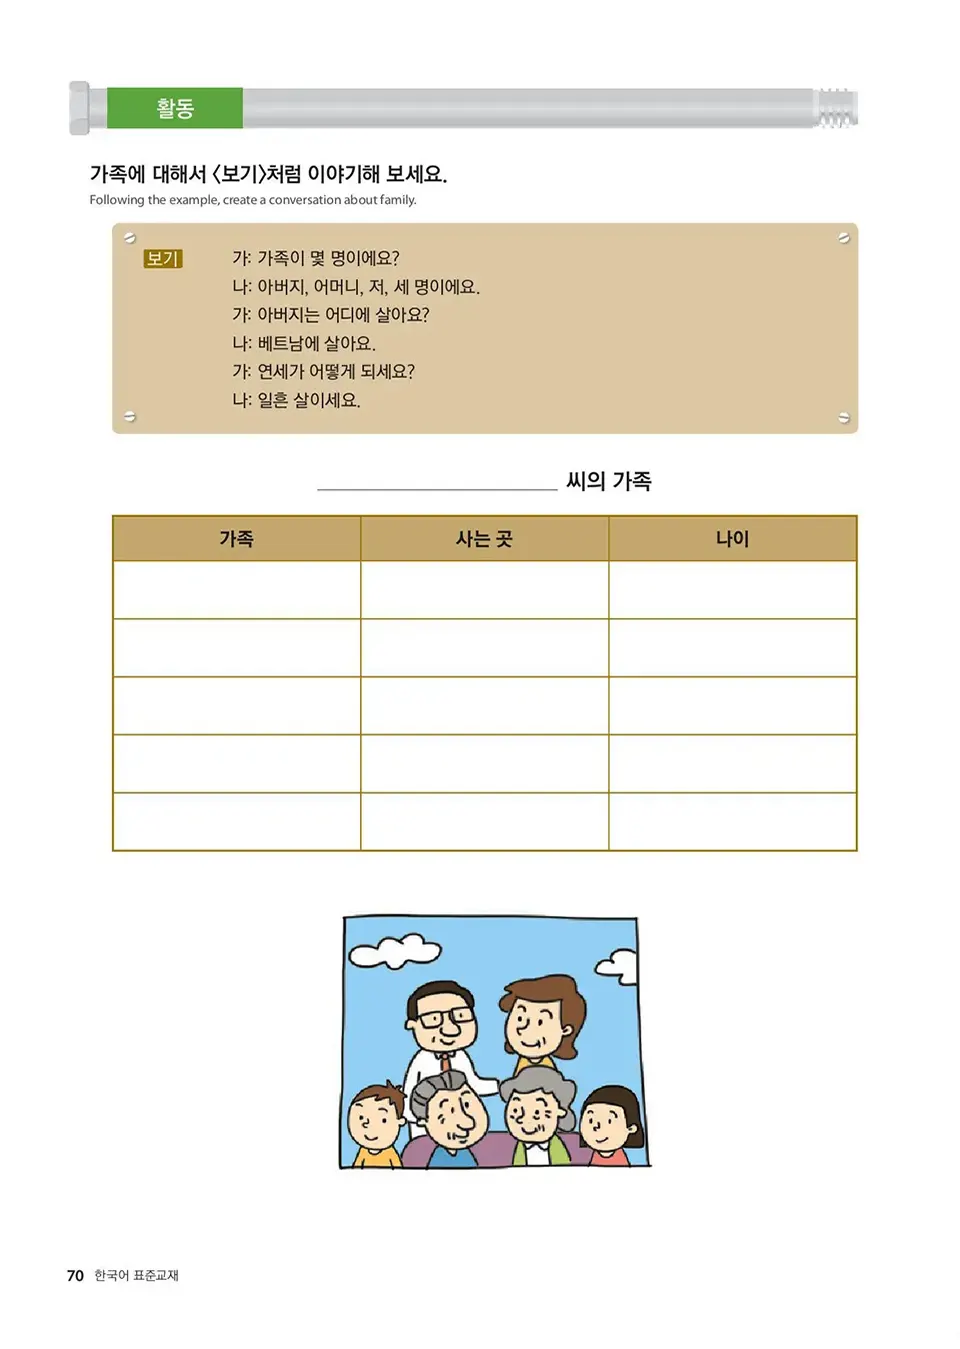 활동
가족에 대해서 〈보기〉처럼 이야기해 보세요.
Following the example, create a conversation about family.
보기
가: 가족이 몇 명이에요?
나: 아버지, 어머니, 저, 세 명이에요.
가: 아버지는 어디에 살아요?
나: 베트남에 살아요.
가: 연세가 어떻게 되세요?
나: 일흔 살이세요.
씨의 가족
가족 사는 곳 나이
70 한국어 표준교재